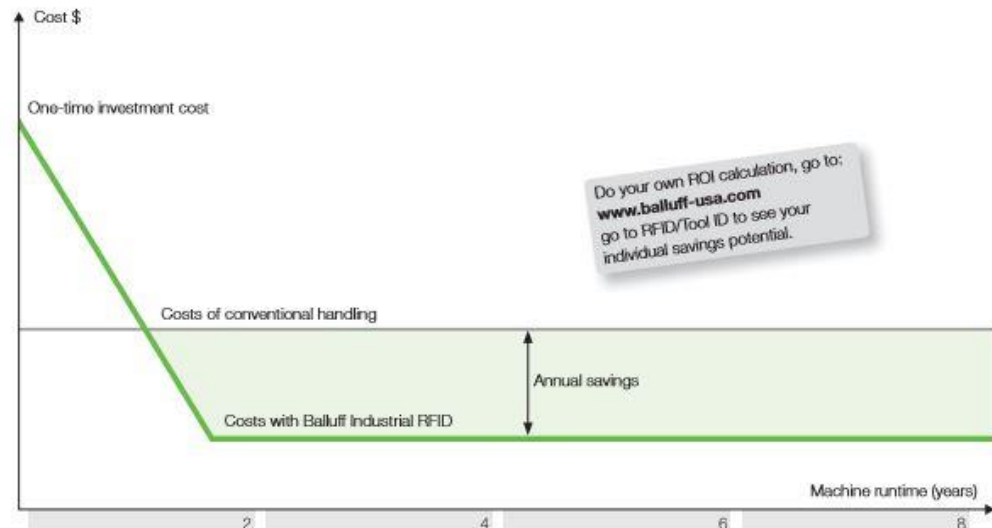 Cost $
One-time investment cost
Do your own ROI calculation, go to:
www.balluff-usa.com
go to RFID/Tool ID to see your
individual savings potential.
Costs of conventional handling
Annual savings
Costs with Balluff Industrial RFID
Machine runtime (years)
2 4 6 8